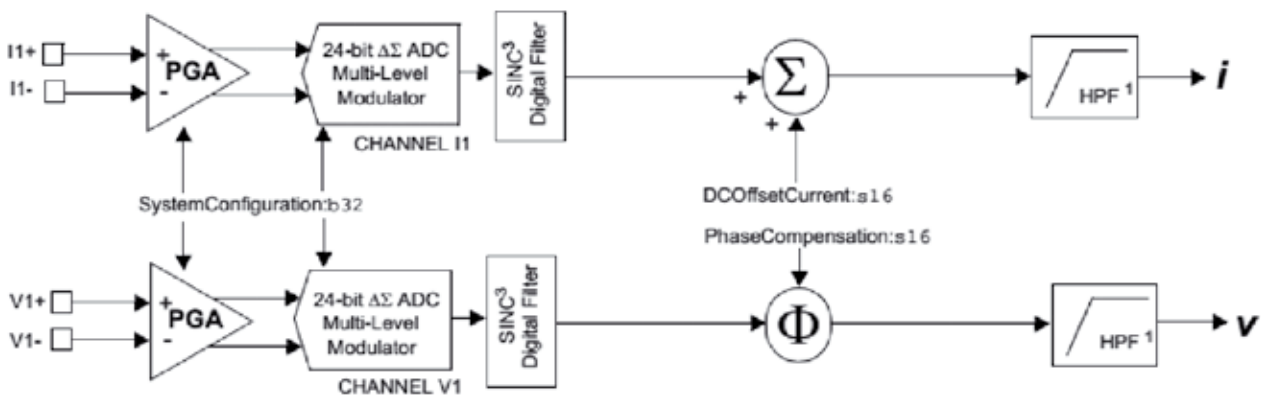 I1+
I1-
+
PGA
-
24-bit ΔΣ ADC
Multi-Level
Modulator
CHANNEL I1
SINC³
Digital Filter
+
Σ
+
HPF ¹
i
SystemConfiguration:b32
DCOffsetCurrent:s16
PhaseCompensation:s16
V1+
V1-
+
PGA
-
24-bit ΔΣ ADC
Multi-Level
Modulator
CHANNEL V1
SINC³
Digital Filter
Φ
HPF ¹
v